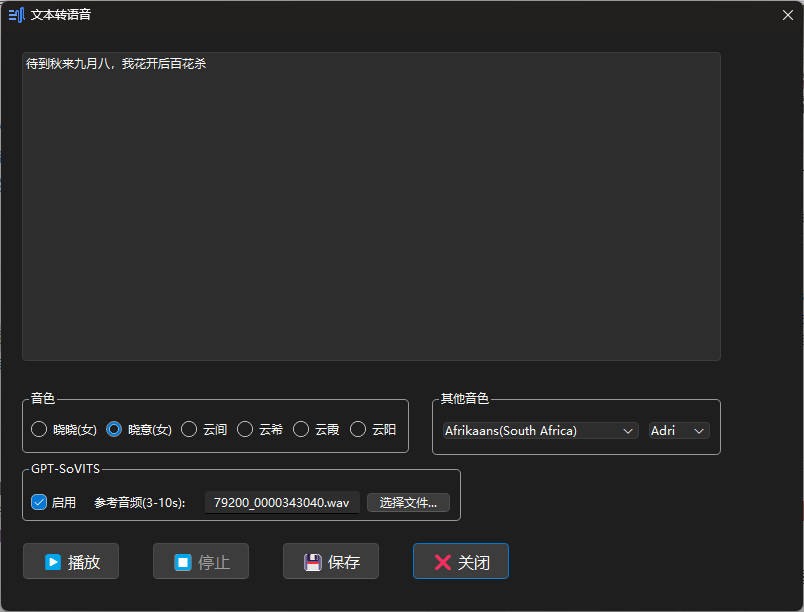 文本转语音
待到秋来九月八，我花开后百花杀
音色
晓晓(女) 晓意(女) 云间 云希 云霞 云阳
其他音色
Afrikaans(South Africa) Adri
GPT-SoVITS
启用 参考音频(3-10s): 79200_0000343040.wav 选择文件...
播放 停止 保存 关闭